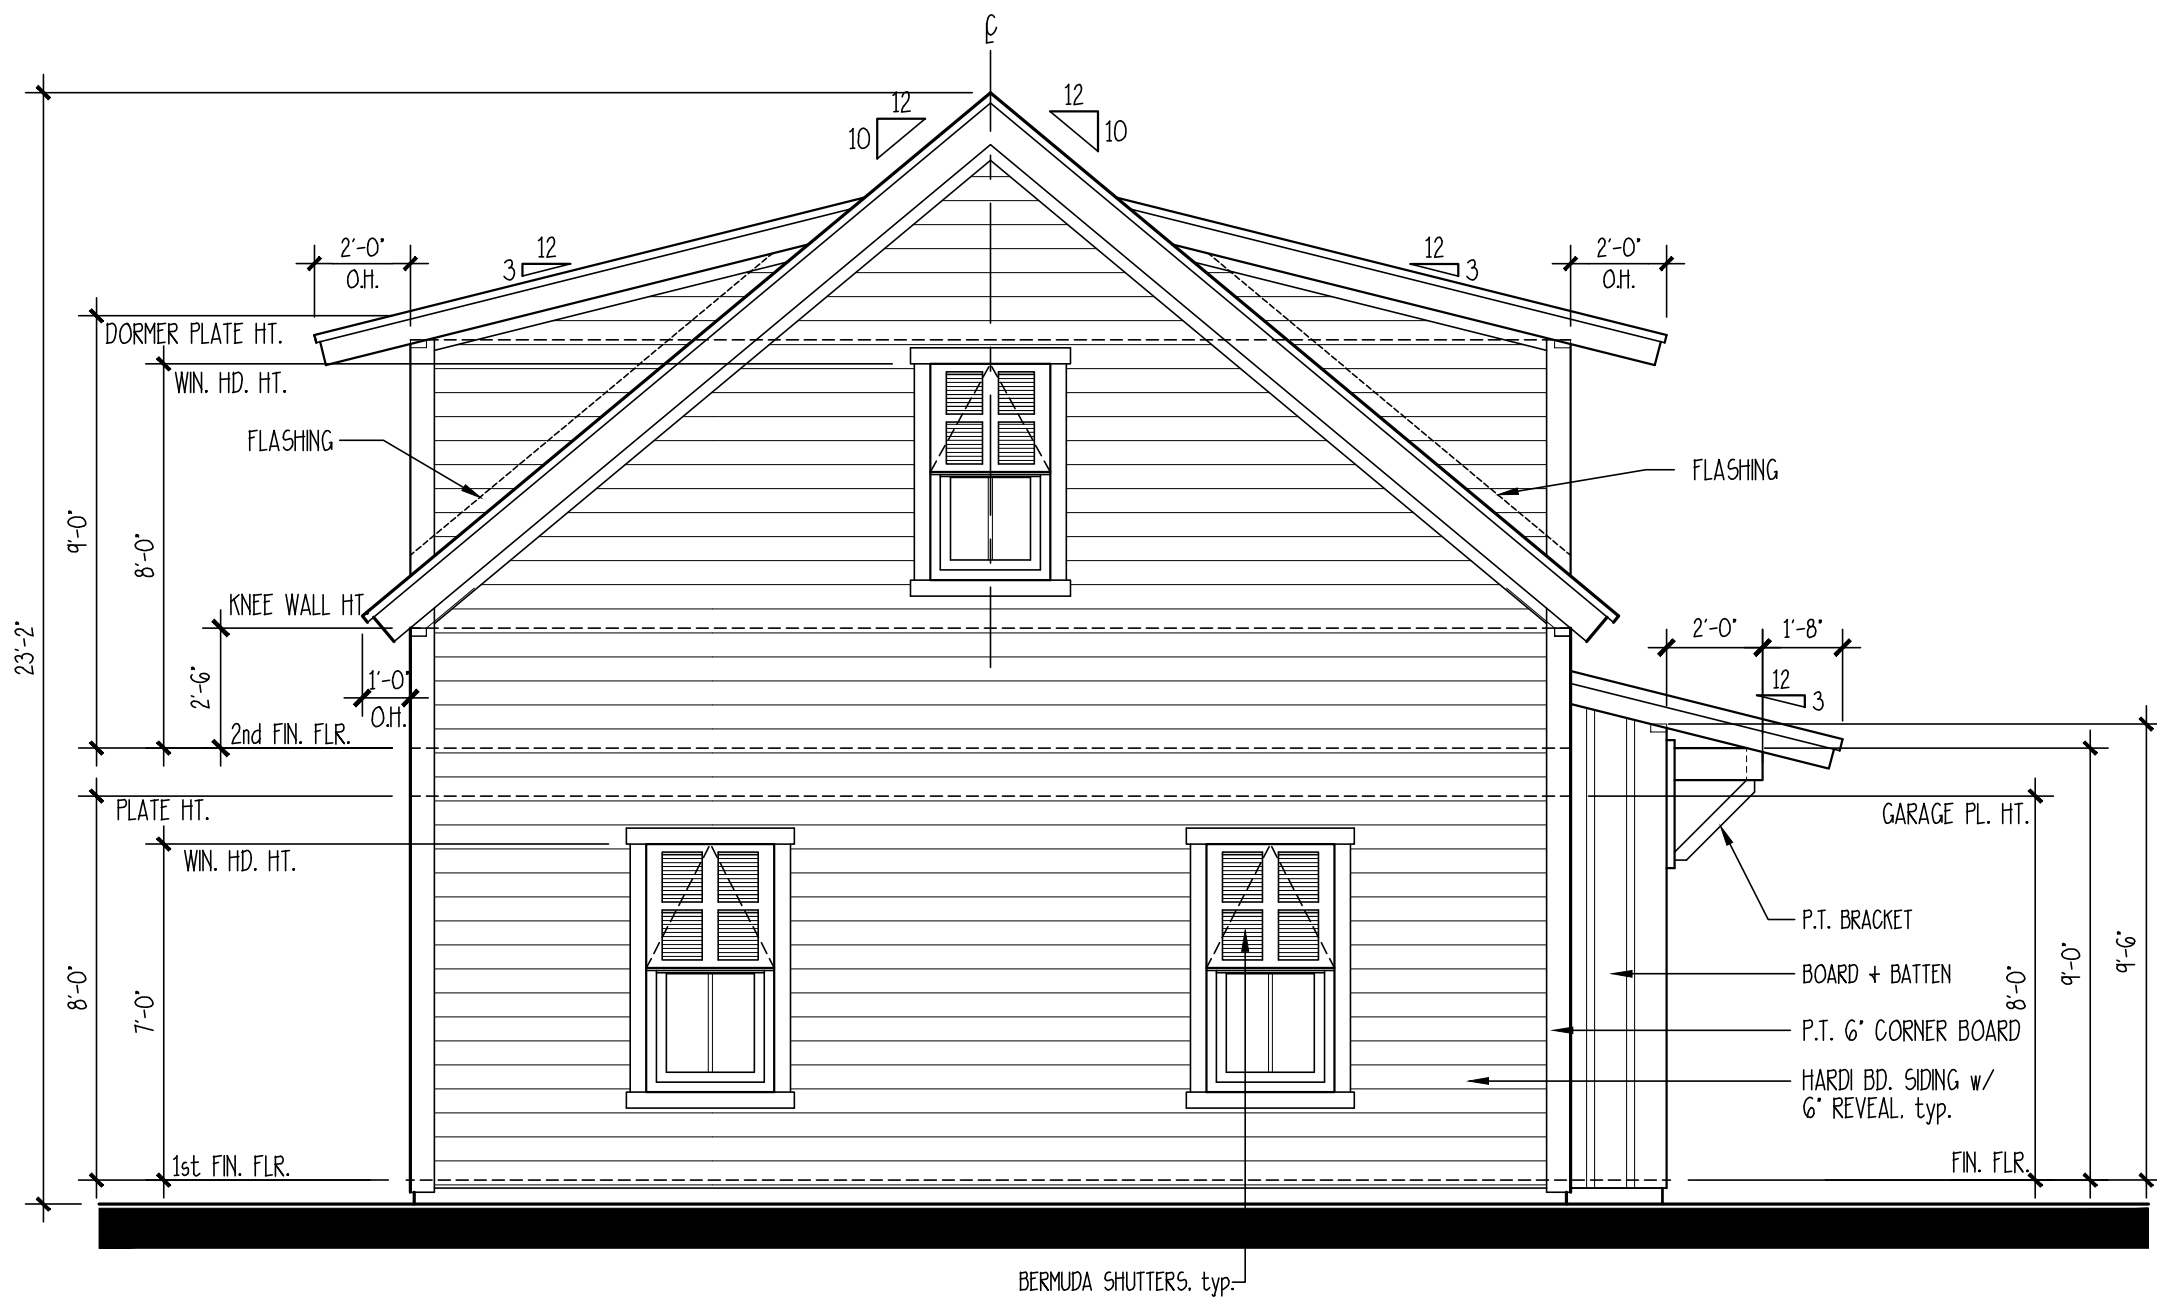 ℄
12
12
10
10
2'-0"
O.H.
12
3
12
3
2'-0"
O.H.
DORMER PLATE HT.
WIN. HD. HT.
FLASHING
FLASHING
9'-0"
8'-0"
KNEE WALL HT.
23'-2"
2'-6"
1'-0"
O.H.
2nd FIN. FLR.
2'-0"
1'-8"
12
3
PLATE HT.
WIN. HD. HT.
GARAGE PL. HT.
P.T. BRACKET
BOARD + BATTEN
P.T. 6" CORNER BOARD
HARDI BD. SIDING w/
6" REVEAL, typ.
8'-0"
7'-0"
8'-0"
9'-0"
9'-6"
1st FIN. FLR.
FIN. FLR.
BERMUDA SHUTTERS, typ.